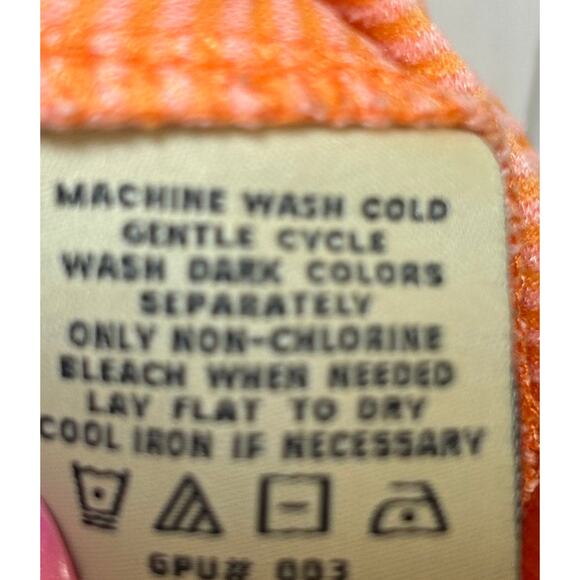 MACHINE WASH COLD
GENTLE CYCLE
WASH DARK COLORS
SEPARATELY
ONLY NON-CHLORINE
BLEACH WHEN NEEDED
LAY FLAT TO DRY
COOL IRON IF NECESSARY
GPU# 003